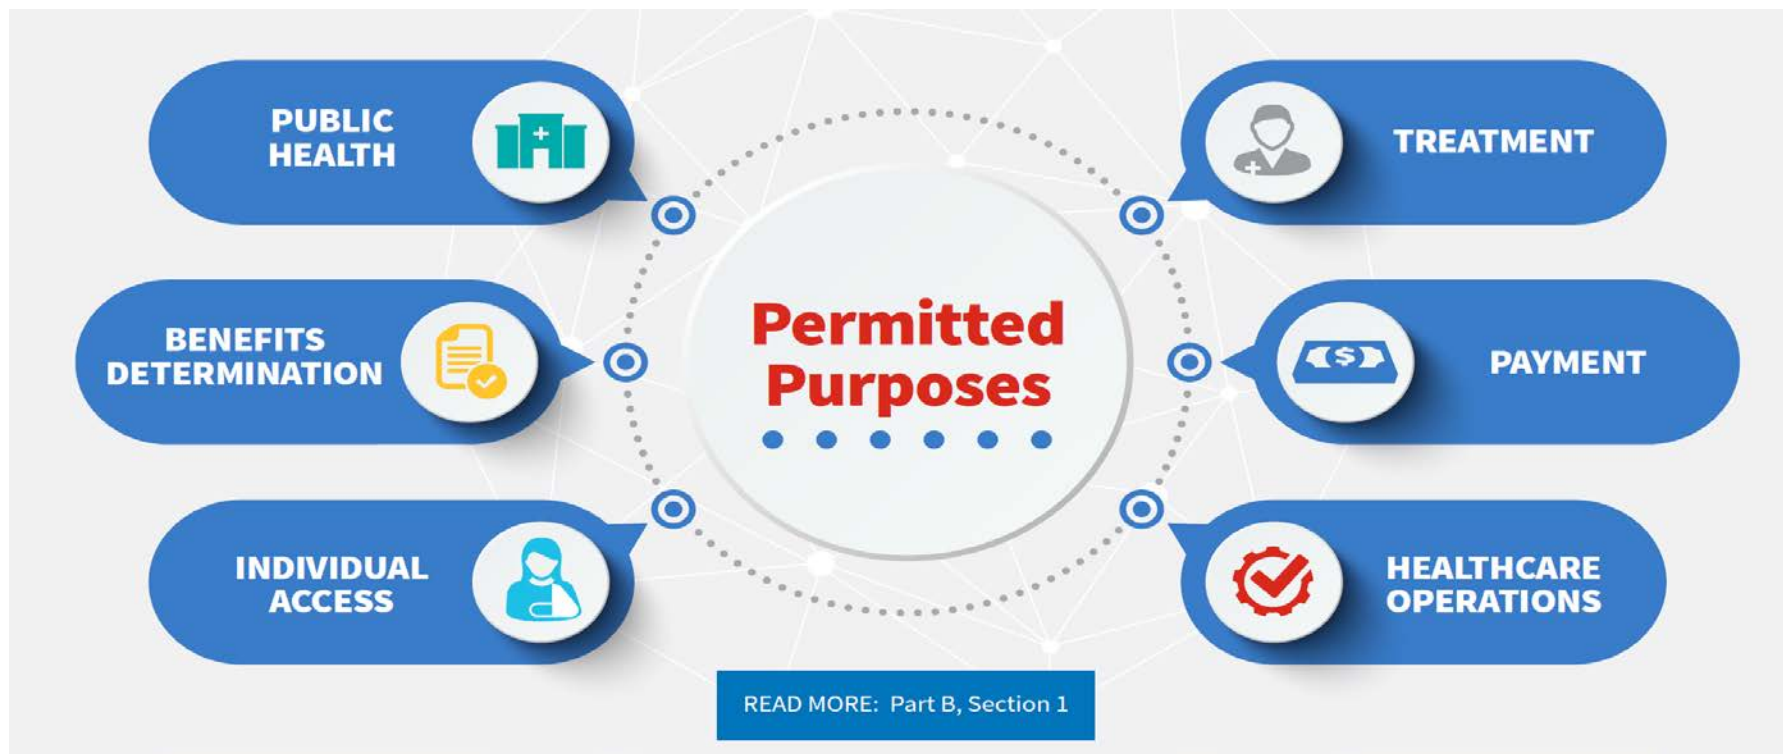 PUBLIC
HEALTH
BENEFITS
DETERMINATION
INDIVIDUAL
ACCESS
Permitted
Purposes
TREATMENT
PAYMENT
HEALTHCARE
OPERATIONS
READ MORE: Part B, Section 1